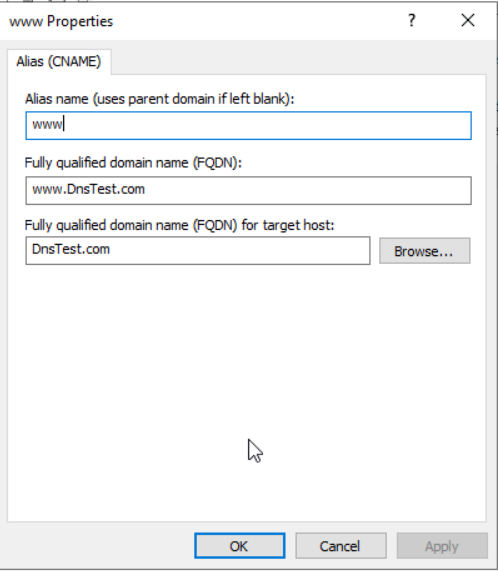 www Properties
?
Alias (CNAME)
Alias name (uses parent domain if left blank):
www
Fully qualified domain name (FQDN):
www.DnsTest.com
Fully qualified domain name (FQDN) for target host:
DnsTest.com
Browse...
OK
Cancel
Apply